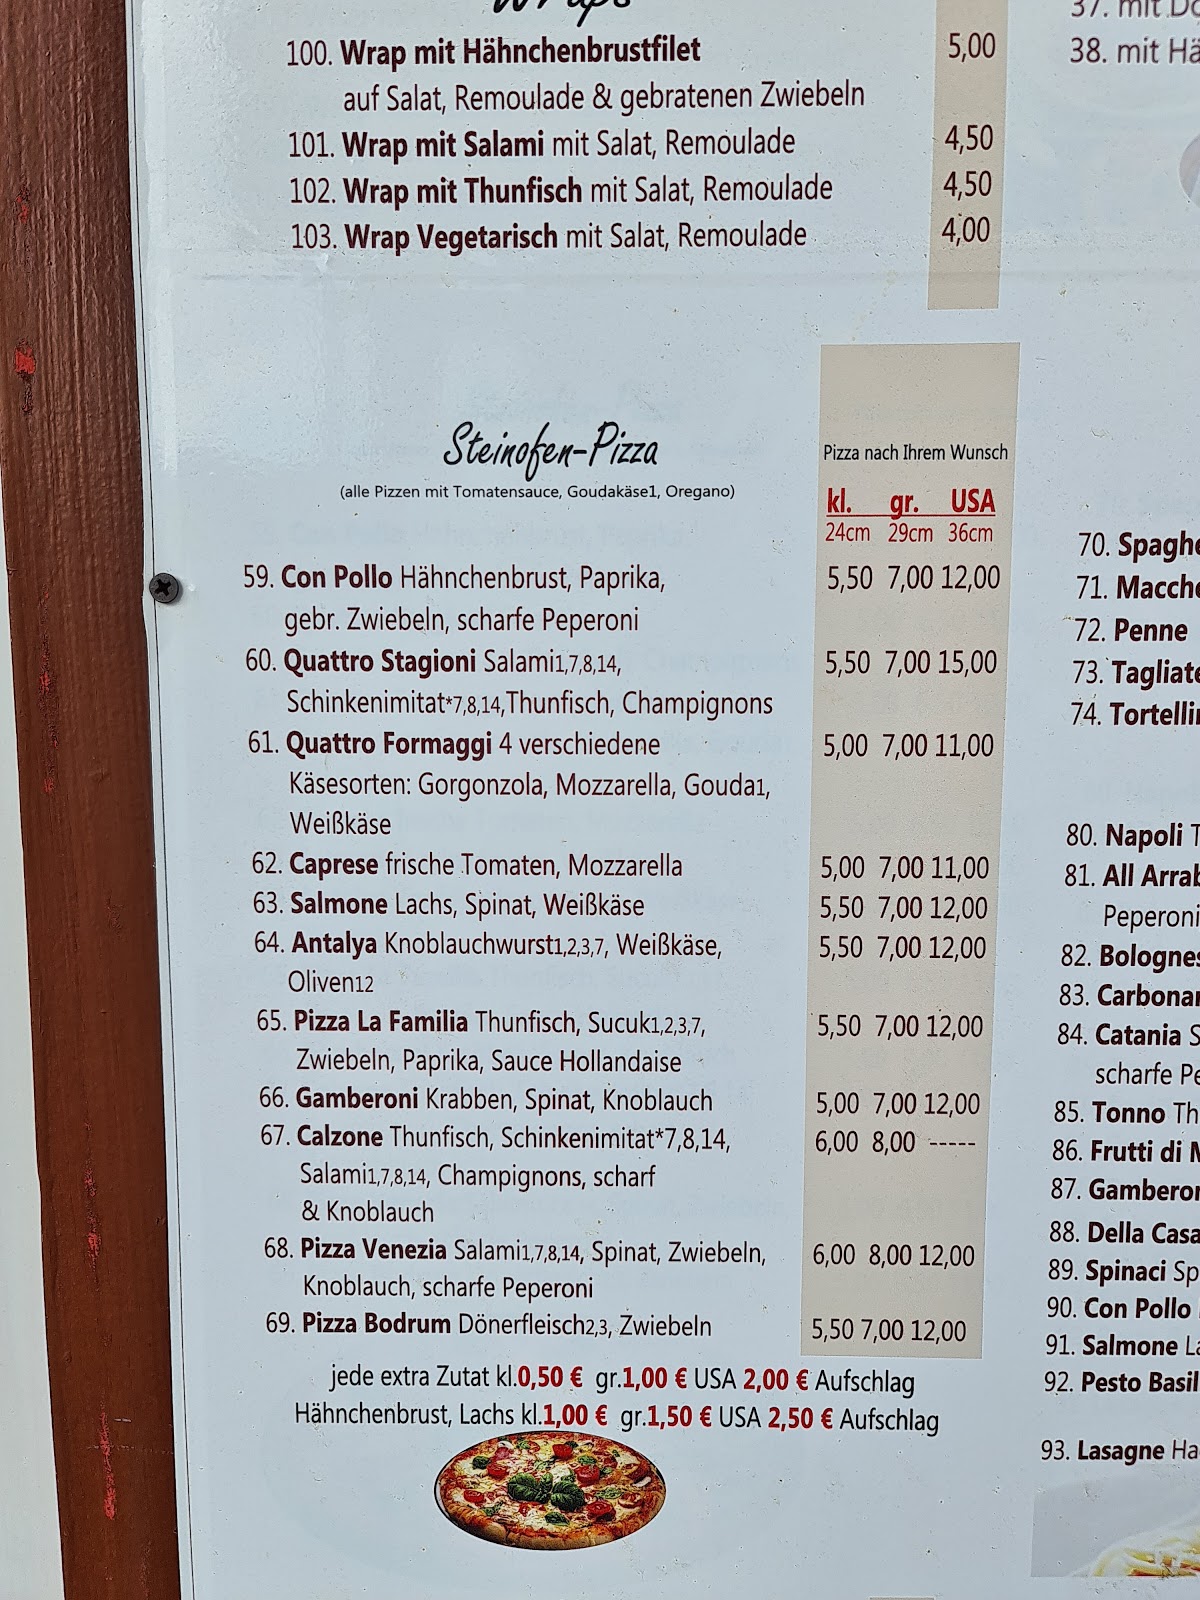 Wraps
100. Wrap mit Hähnchenbrustfilet 5,00
auf Salat, Remoulade & gebratenen Zwiebeln
101. Wrap mit Salami mit Salat, Remoulade 4,50
102. Wrap mit Thunfisch mit Salat, Remoulade 4,50
103. Wrap Vegetarisch mit Salat, Remoulade 4,00
Steinofen-Pizza
(alle Pizzen mit Tomatensauce, Goudakäse1, Oregano)
Pizza nach Ihrem Wunsch
kl. gr. USA
24cm 29cm 36cm
59. Con Pollo Hähnchenbrust, Paprika, 5,50 7,00 12,00
gebr. Zwiebeln, scharfe Peperoni
60. Quattro Stagioni Salami1,7,8,14, 5,50 7,00 15,00
Schinkenimitat*7,8,14,Thunfisch, Champignons
61. Quattro Formaggi 4 verschiedene 5,00 7,00 11,00
Käsesorten: Gorgonzola, Mozzarella, Gouda1,
Weißkäse
62. Caprese frische Tomaten, Mozzarella 5,00 7,00 11,00
63. Salmone Lachs, Spinat, Weißkäse 5,50 7,00 12,00
64. Antalya Knoblauchwurst1,2,3,7, Weißkäse, 5,50 7,00 12,00
Oliven12
65. Pizza La Familia Thunfisch, Sucuk1,2,3,7, 5,50 7,00 12,00
Zwiebeln, Paprika, Sauce Hollandaise
66. Gamberoni Krabben, Spinat, Knoblauch 5,00 7,00 12,00
67. Calzone Thunfisch, Schinkenimitat*7,8,14, 6,00 8,00 -----
Salami1,7,8,14, Champignons, scharf
& Knoblauch
68. Pizza Venezia Salami1,7,8,14, Spinat, Zwiebeln, 6,00 8,00 12,00
Knoblauch, scharfe Peperoni
69. Pizza Bodrum Dönerfleisch2,3, Zwiebeln 5,50 7,00 12,00
jede extra Zutat kl.0,50 € gr.1,00 € USA 2,00 € Aufschlag
Hähnchenbrust, Lachs kl.1,00 € gr.1,50 € USA 2,50 € Aufschlag
37. mit
38. mit
70.
71.
72. Penne
73.
74.
80. Napoli
81. All
Peperoni
82.
83.
84. Catania
scharfe
85. Tonno
86. Frutti di
87.
88. Della Casa
89. Spinaci
90. Con Pollo
91. Salmone
92. Pesto
93. Lasagne